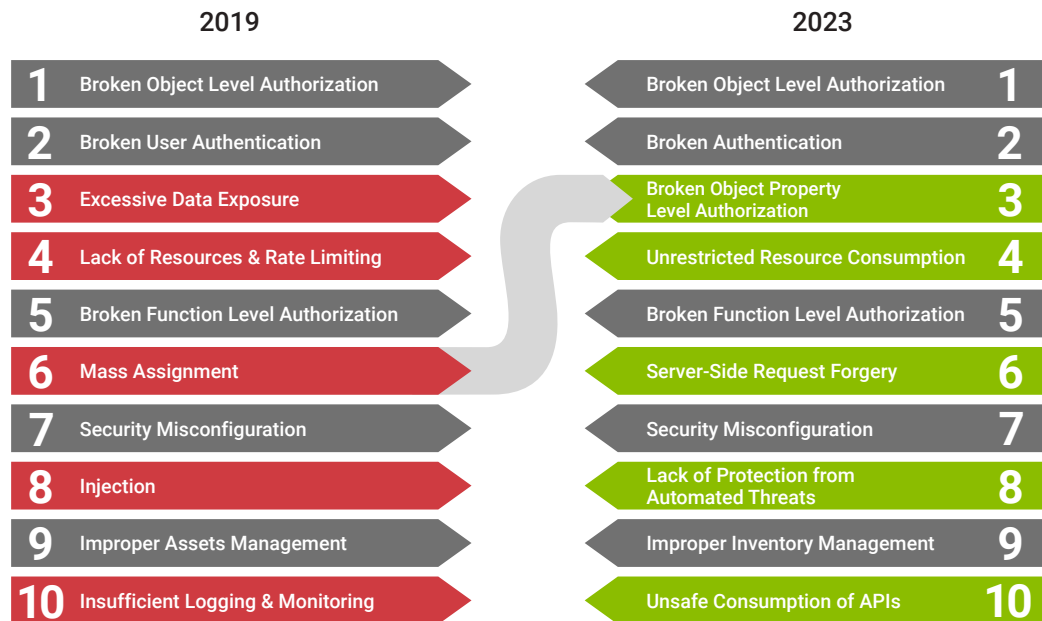 2019
1 Broken Object Level Authorization
2 Broken User Authentication
3 Excessive Data Exposure
4 Lack of Resources & Rate Limiting
5 Broken Function Level Authorization
6 Mass Assignment
7 Security Misconfiguration
8 Injection
9 Improper Assets Management
10 Insufficient Logging & Monitoring
2023
Broken Object Level Authorization 1
Broken Authentication 2
Broken Object Property
Level Authorization 3
Unrestricted Resource Consumption 4
Broken Function Level Authorization 5
Server-Side Request Forgery 6
Security Misconfiguration 7
Lack of Protection from
Automated Threats 8
Improper Inventory Management 9
Unsafe Consumption of APIs 10